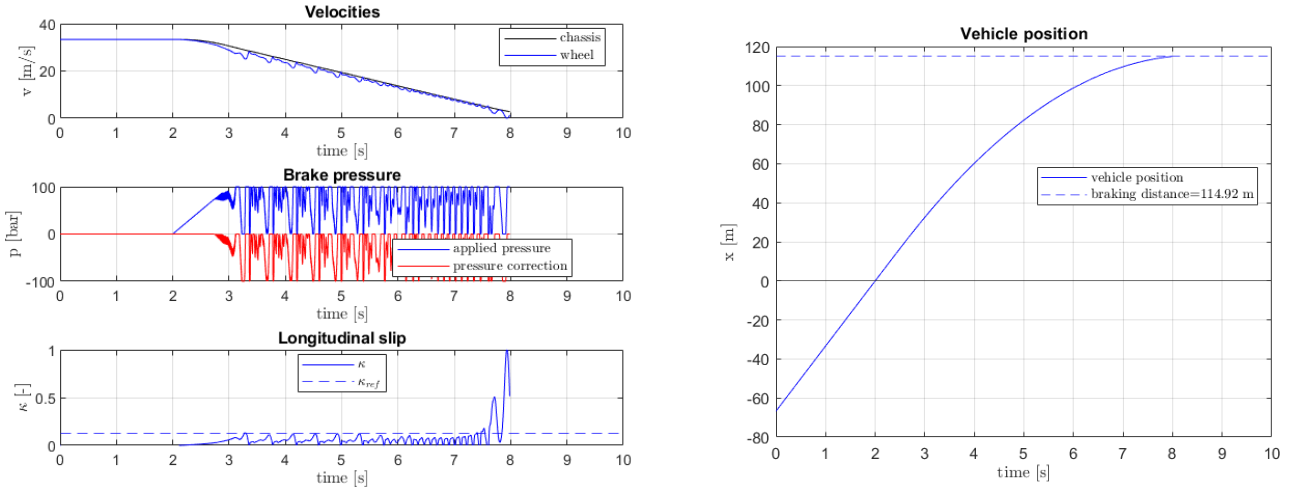 Velocities
40
20
0
v [m/s]
chassis
wheel
0 1 2 3 4 5 6 7 8 9 10
time [s]
Brake pressure
100
0
-100
p [bar]
applied pressure
pressure correction
0 1 2 3 4 5 6 7 8 9 10
time [s]
Longitudinal slip
1
0.5
0
κ [-]
κ
κref
0 1 2 3 4 5 6 7 8 9 10
time [s]
Vehicle position
120
100
80
60
40
20
0
-20
-40
-60
-80
x [m]
vehicle position
braking distance=114.92 m
0 1 2 3 4 5 6 7 8 9 10
time [s]